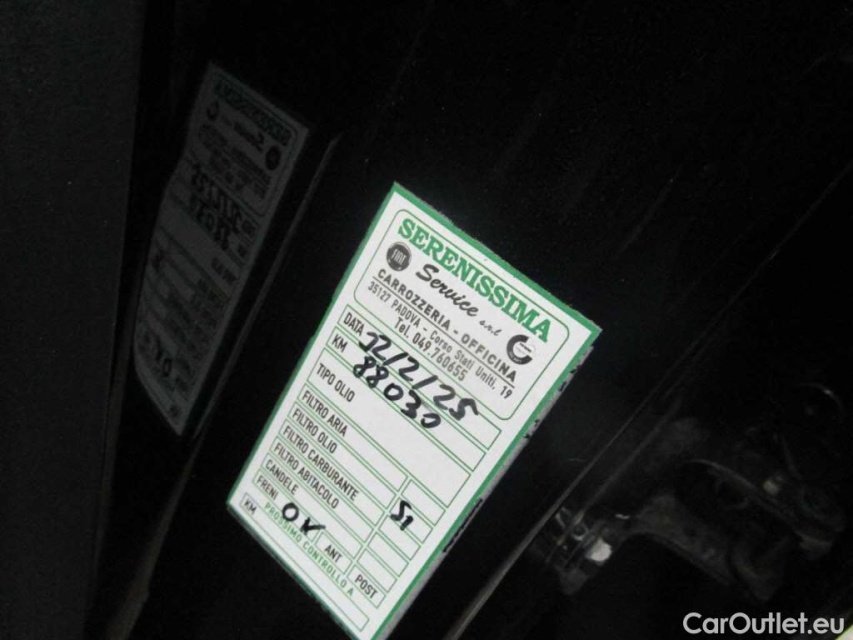 SERENISSIMA
FIAT
Service s.r.l.
CARROZZERIA - OFFICINA
35127 PADOVA - Corso Stati Uniti, 19
Tel. 049.760655
DATA 12/2/25
KM 88030
TIPO OLIO
FILTRO ARIA
FILTRO OLIO
FILTRO CARBURANTE SI
FILTRO ABITACOLO
CANDELE
FRENI OK ANT POST
PROSSIMO CONTROLLO A
KM
CarOutlet.eu